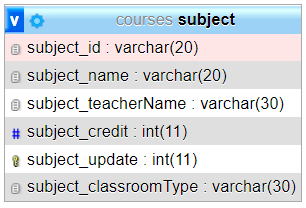 v courses subject
subject_id : varchar(20)
subject_name : varchar(20)
subject_teacherName : varchar(30)
# subject_credit : int(11)
subject_update : int(11)
subject_classroomType : varchar(30)